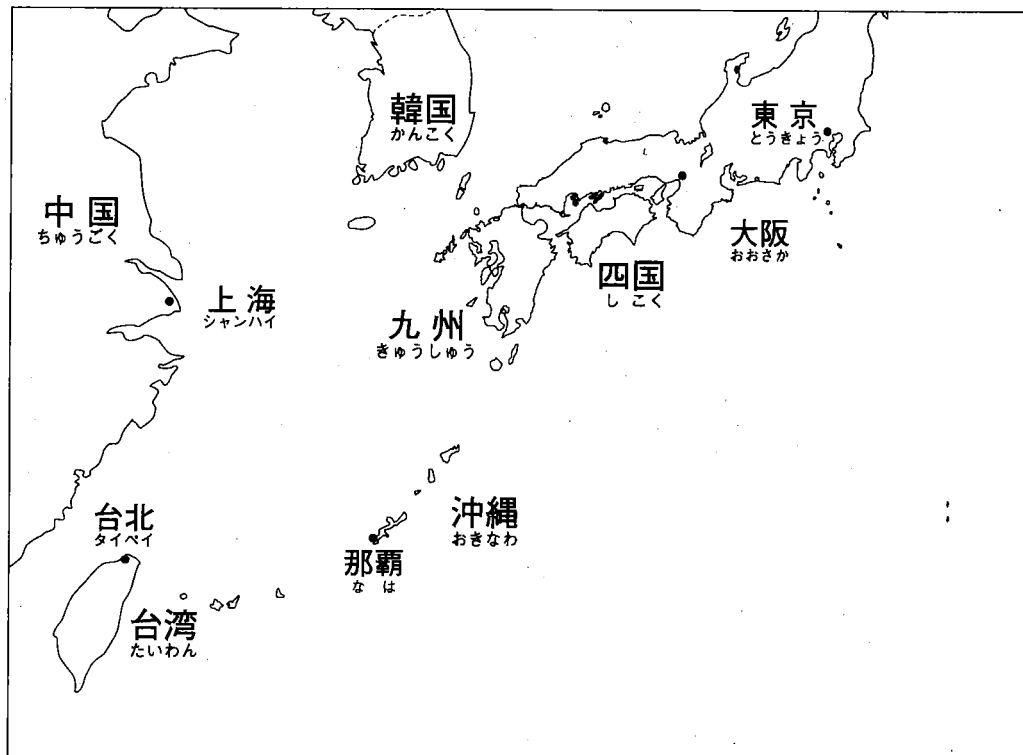 韓国
かんこく
東京
とうきょう
中国
ちゅうごく
大阪
おおさか
四国
しこく
上海
シャンハイ
九州
きゅうしゅう
沖縄
おきなわ
台北
タイペイ
那覇
なは
台湾
たいわん